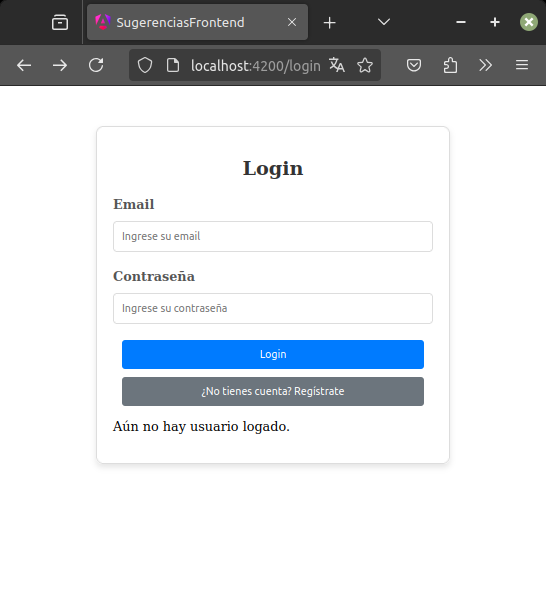 SugerenciasFrontend
localhost:4200/login
Login
Email
Ingrese su email
Contraseña
Ingrese su contraseña
Login
¿No tienes cuenta? Regístrate
Aún no hay usuario logado.